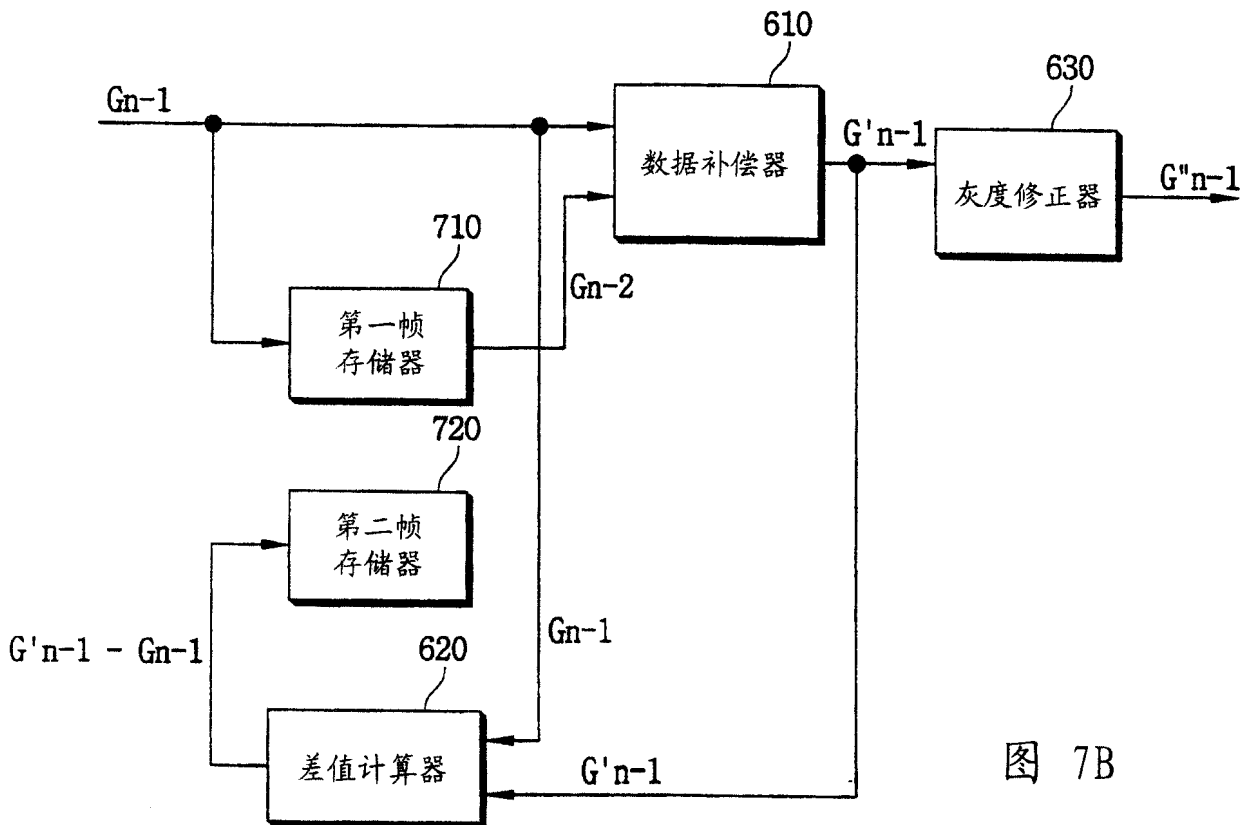 610
630
Gn-1
G'n-1
数据补偿器
灰度修正器
G"n-1
710
Gn-2
第一帧
存储器
720
第二帧
存储器
Gn-1
G'n-1 - Gn-1
620
差值计算器
G'n-1
图 7B